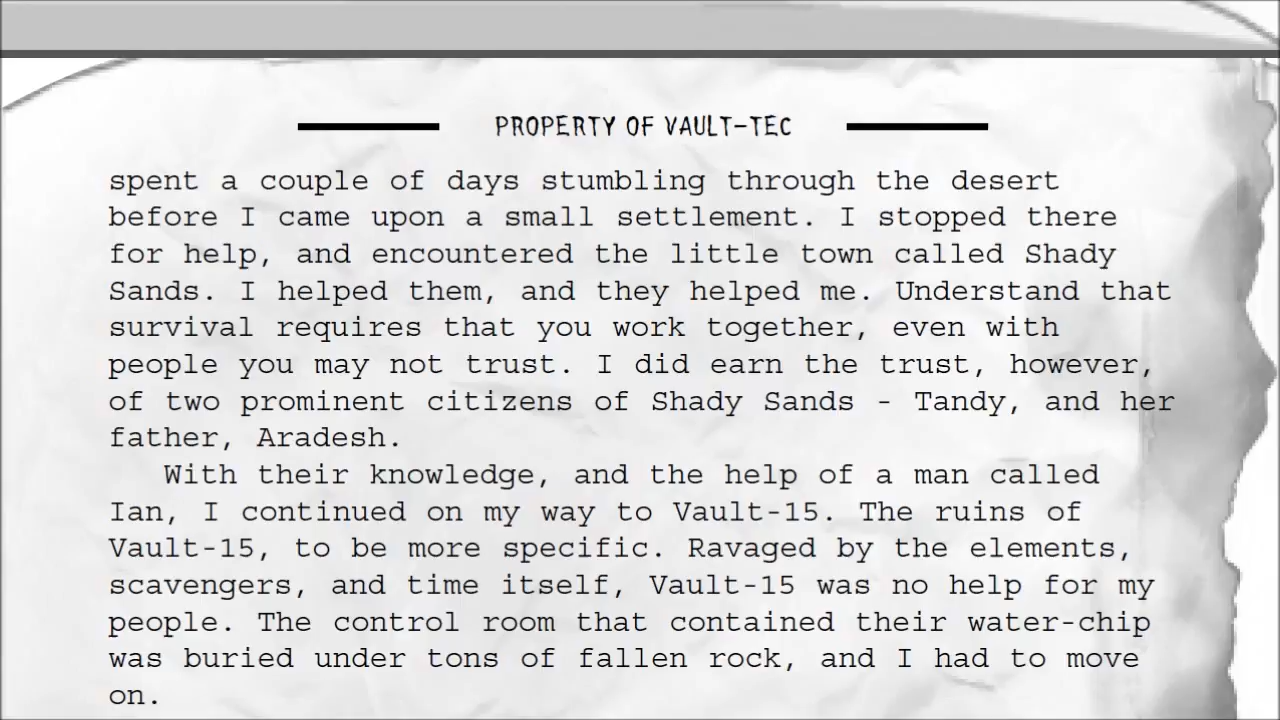 PROPERTY OF VAULT-TEC
spent a couple of days stumbling through the desert
before I came upon a small settlement. I stopped there
for help, and encountered the little town called Shady
Sands. I helped them, and they helped me. Understand that
survival requires that you work together, even with
people you may not trust. I did earn the trust, however,
of two prominent citizens of Shady Sands - Tandy, and her
father, Aradesh.
With their knowledge, and the help of a man called
Ian, I continued on my way to Vault-15. The ruins of
Vault-15, to be more specific. Ravaged by the elements,
scavengers, and time itself, Vault-15 was no help for my
people. The control room that contained their water-chip
was buried under tons of fallen rock, and I had to move
on.